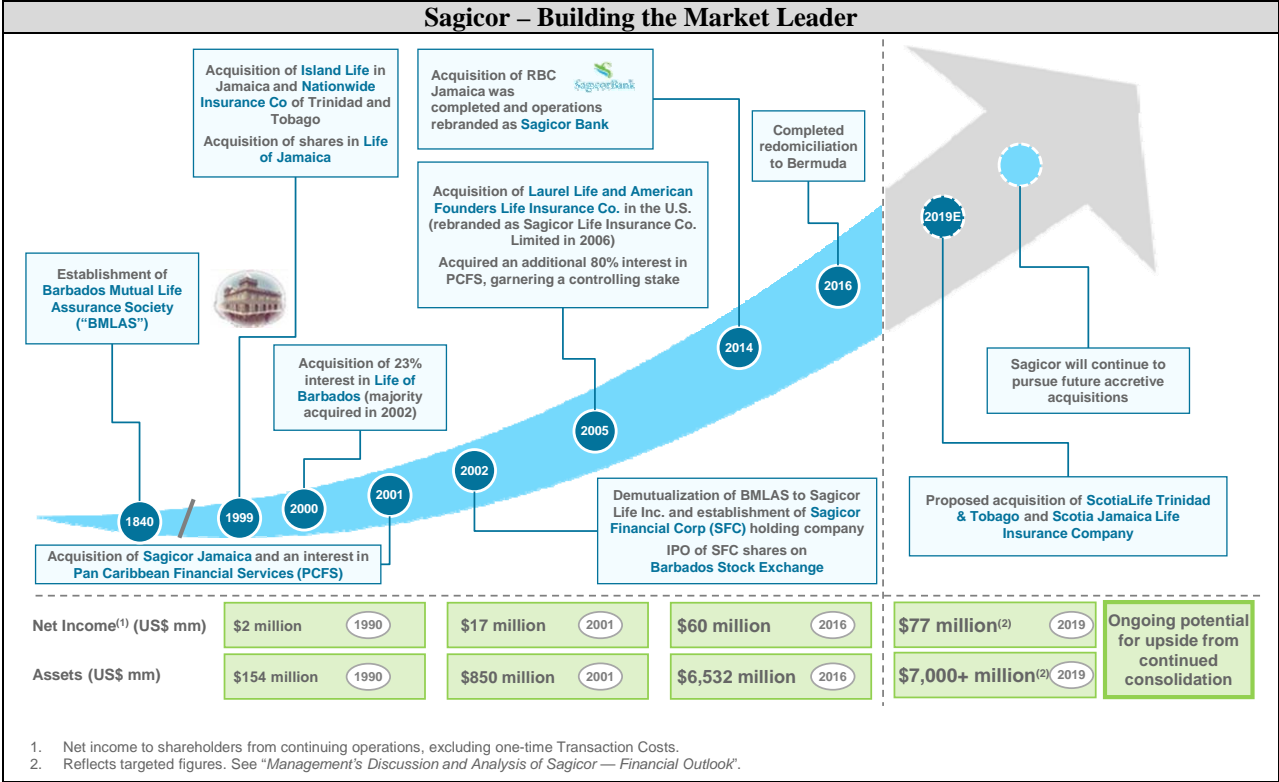 Sagicor – Building the Market Leader
Acquisition of Island Life in
Jamaica and Nationwide
Insurance Co of Trinidad and
Tobago
Acquisition of shares in Life
of Jamaica
Acquisition of RBC
Jamaica was
completed and operations
rebranded as Sagicor Bank
SagicorBank
Completed
redomiciliation
to Bermuda
Acquisition of Laurel Life and American
Founders Life Insurance Co. in the U.S.
(rebranded as Sagicor Life Insurance Co.
Limited in 2006)
Acquired an additional 80% interest in
PCFS, garnering a controlling stake
Establishment of
Barbados Mutual Life
Assurance Society
(“BMLAS”)
Acquisition of 23%
interest in Life of
Barbados (majority
acquired in 2002)
2019E
2016
2014
2005
2002
2001
2000
1999
1840
Sagicor will continue to
pursue future accretive
acquisitions
Acquisition of Sagicor Jamaica and an interest in
Pan Caribbean Financial Services (PCFS)
Demutualization of BMLAS to Sagicor
Life Inc. and establishment of Sagicor
Financial Corp (SFC) holding company
IPO of SFC shares on
Barbados Stock Exchange
Proposed acquisition of ScotiaLife Trinidad
& Tobago and Scotia Jamaica Life
Insurance Company
Net Income(1) (US$ mm) $2 million 1990 $17 million 2001 $60 million 2016 $77 million(2) 2019
Assets (US$ mm) $154 million 1990 $850 million 2001 $6,532 million 2016 $7,000+ million(2) 2019
Ongoing potential
for upside from
continued
consolidation
1. Net income to shareholders from continuing operations, excluding one-time Transaction Costs.
2. Reflects targeted figures. See “Management’s Discussion and Analysis of Sagicor — Financial Outlook”.